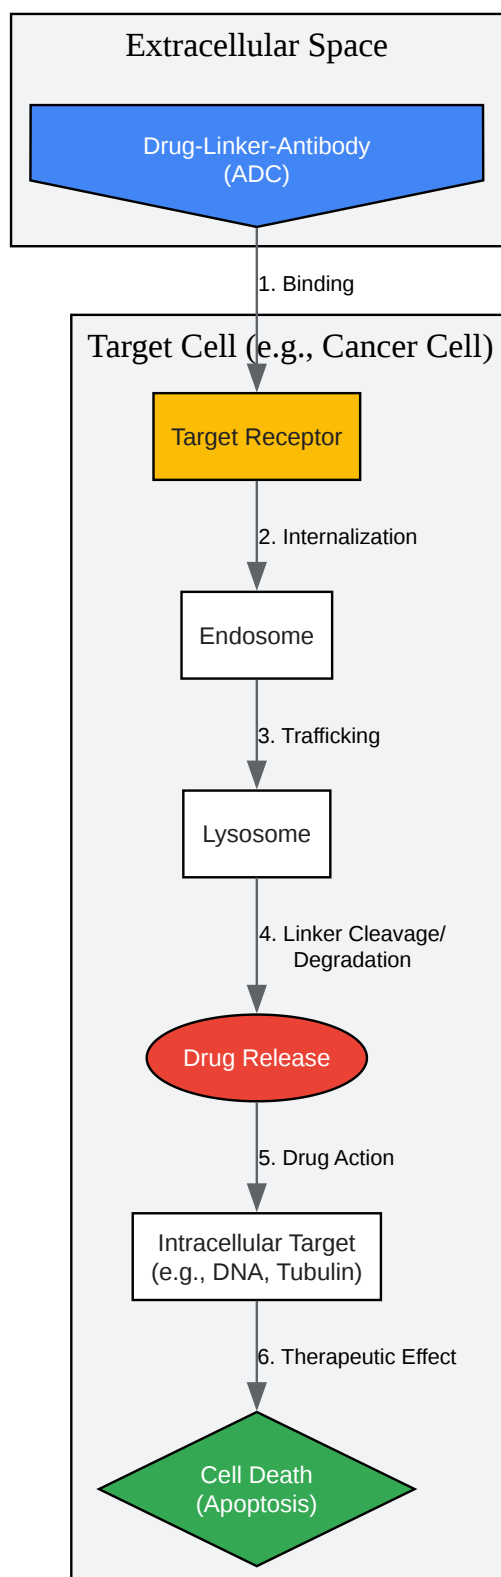 Extracellular Space
Drug-Linker-Antibody
(ADC)
1. Binding
Target Cell (e.g., Cancer Cell)
Target Receptor
2. Internalization
Endosome
3. Trafficking
Lysosome
4. Linker Cleavage/
Degradation
Drug Release
5. Drug Action
Intracellular Target
(e.g., DNA, Tubulin)
6. Therapeutic Effect
Cell Death
(Apoptosis)